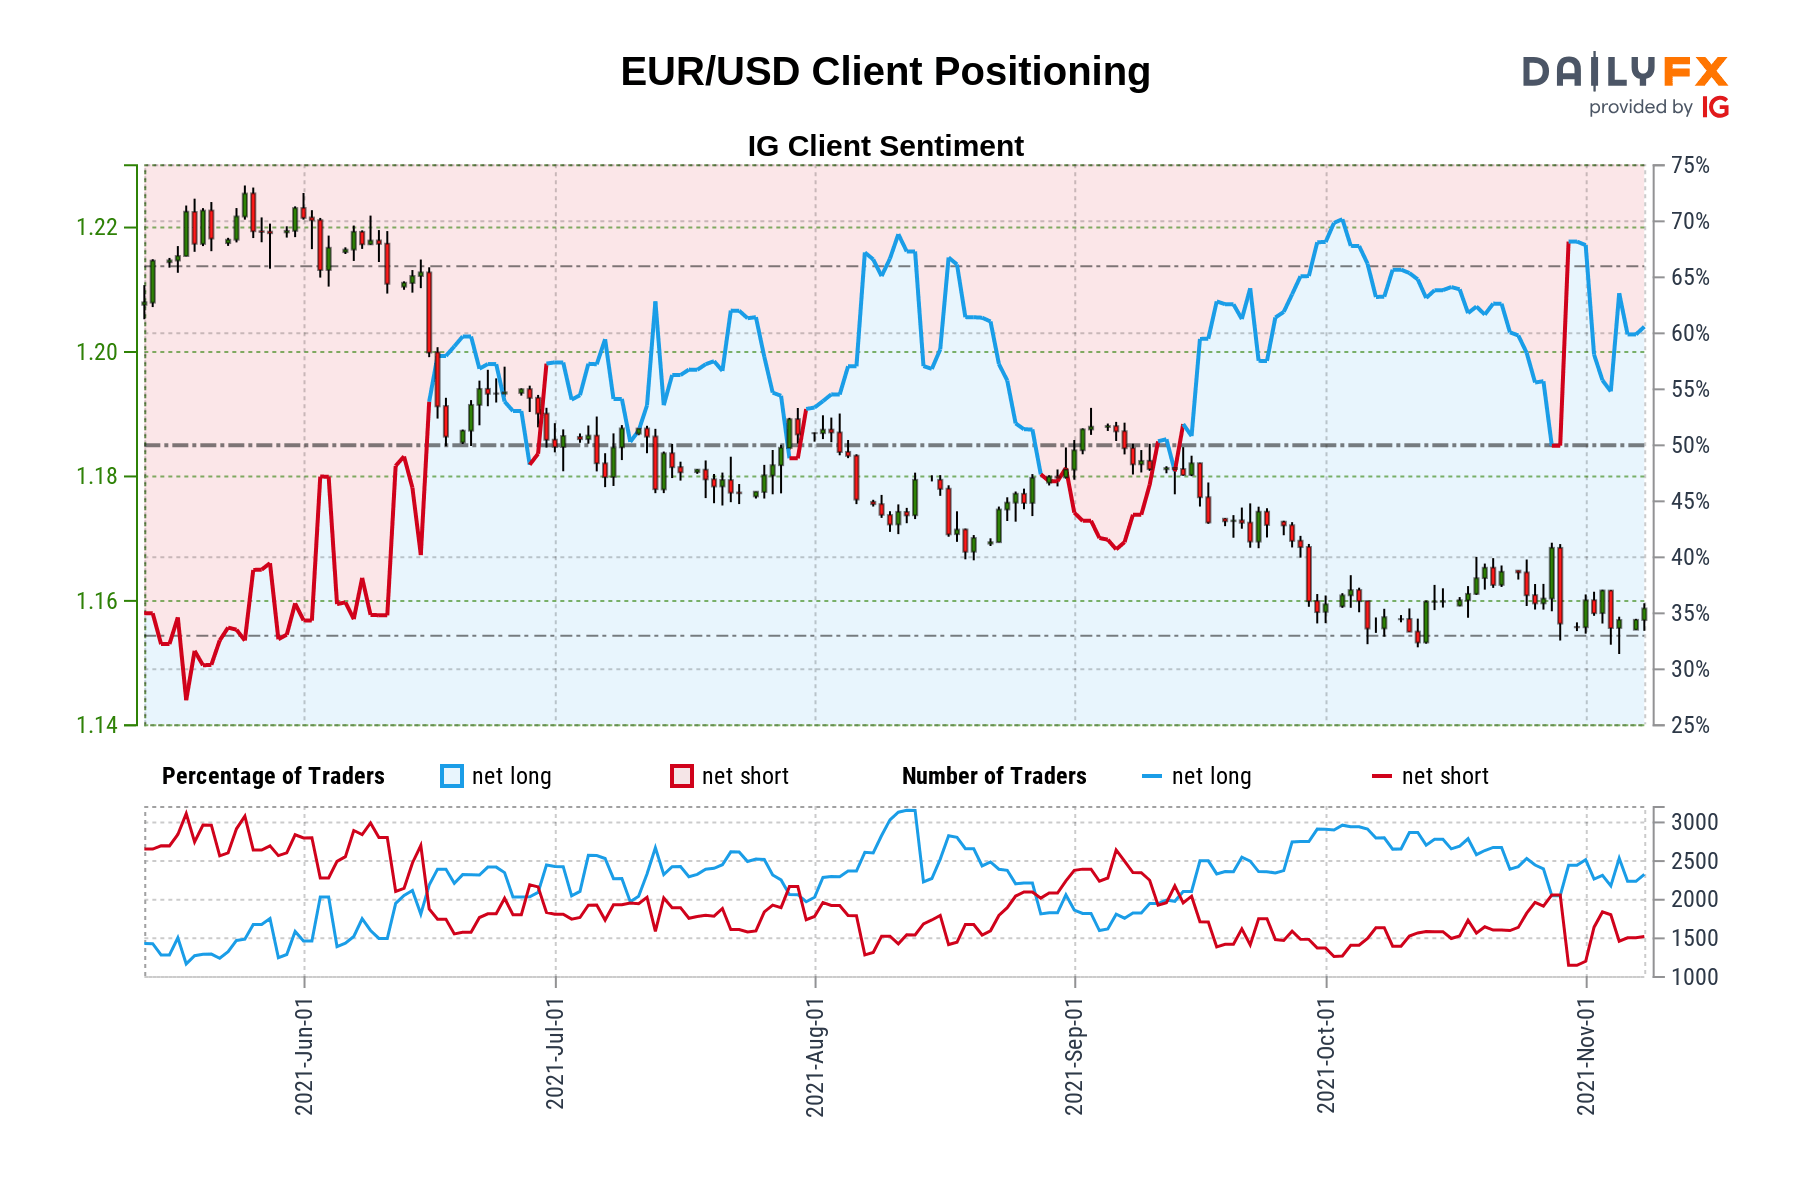 EUR/USD Client Positioning
DAILYFX
provided by IG
IG Client Sentiment
1.22
1.20
1.18
1.16
1.14
75%
70%
65%
60%
55%
50%
45%
40%
35%
30%
25%
Percentage of Traders net long net short Number of Traders net long net short
3000
2500
2000
1500
1000
2021-Jun-01
2021-Jul-01
2021-Aug-01
2021-Sep-01
2021-Oct-01
2021-Nov-01